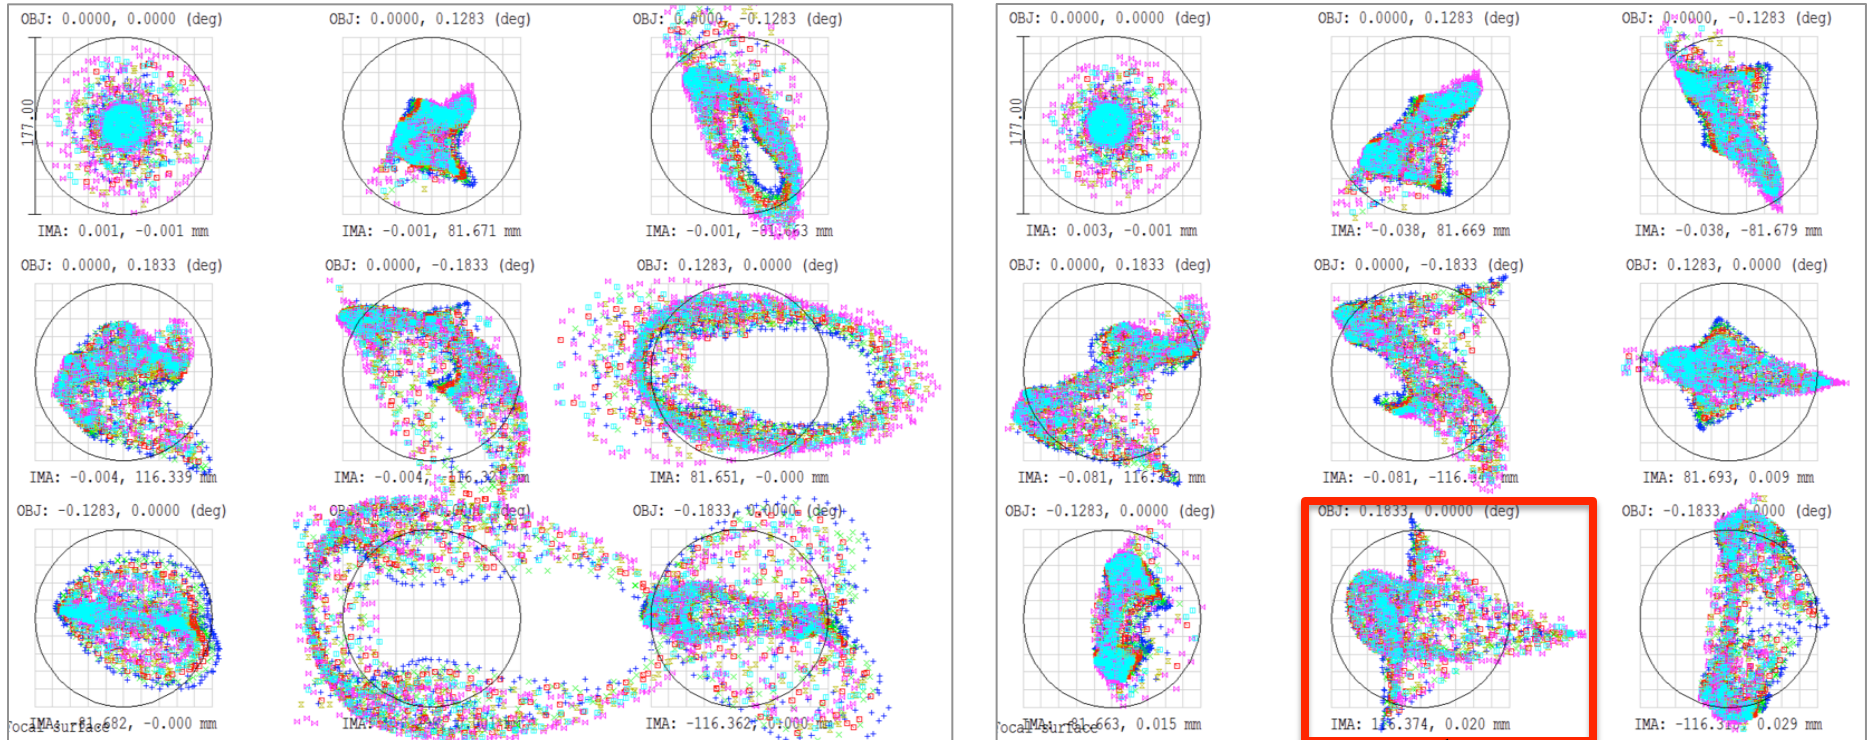 OBJ: 0.0000, 0.0000 (deg)
OBJ: 0.0000, 0.1283 (deg)
OBJ: 0.0000, -0.1283 (deg)
177.00
IMA: 0.001, -0.001 mm
IMA: -0.001, 81.671 mm
IMA: -0.001, mm
OBJ: 0.0000, 0.1833 (deg)
OBJ: 0.0000, -0.1833 (deg)
OBJ: 0.1283, 0.0000 (deg)
IMA: -0.004, 116.339 mm
IMA: -0.004, mm
IMA: 81.651, -0.000 mm
OBJ: -0.1283, 0.0000 (deg)
(deg)
OBJ: -0.1833, 0.0000 (deg)
-0.000 mm
mm
IMA: -116.362, 0.000 mm
OBJ: 0.0000, 0.0000 (deg)
OBJ: 0.0000, 0.1283 (deg)
OBJ: 0.0000, -0.1283 (deg)
177.00
IMA: 0.003, -0.001 mm
IMA: -0.038, 81.669 mm
IMA: -0.038, -81.679 mm
OBJ: 0.0000, 0.1833 (deg)
OBJ: 0.0000, -0.1833 (deg)
OBJ: 0.1283, 0.0000 (deg)
IMA: -0.081, mm
IMA: -0.081, mm
IMA: 81.693, 0.009 mm
OBJ: -0.1283, 0.0000 (deg)
OBJ: 0.1833, 0.0000 (deg)
OBJ: -0.1833, 0.0000 (deg)
0.015 mm
IMA: 116.374, 0.020 mm
IMA: 0.029 mm